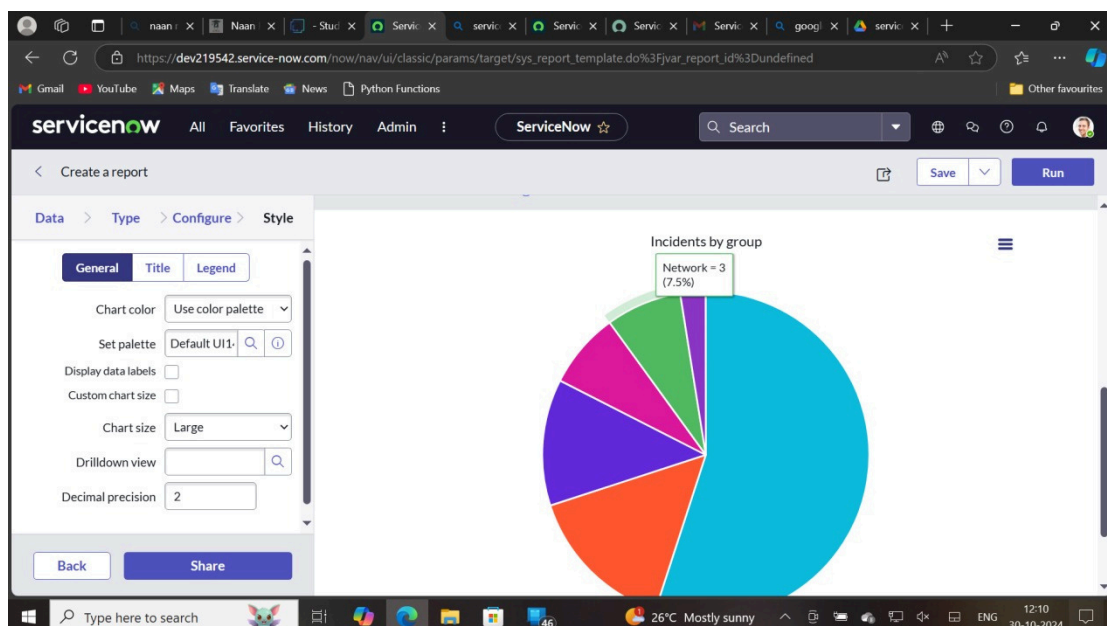 naan r
Naan
- Stud
Servic
servic
Servic
Servic
Servic
googl
servic
https://dev219542.service-now.com/now/nav/ui/classic/params/target/sys_report_template.do%3Fjvar_report_id%3Dundefined
Gmail YouTube Maps Translate News Python Functions Other favourites
servicenow All Favorites History Admin ServiceNow Search
Create a report Save Run
Data > Type > Configure > Style
General Title Legend
Chart color Use color palette
Set palette Default UI14
Display data labels
Custom chart size
Chart size Large
Drilldown view
Decimal precision 2
Back Share
Incidents by group
Network = 3
(7.5%)
Type here to search 46 26°C Mostly sunny ENG 12:10
30-10-2024